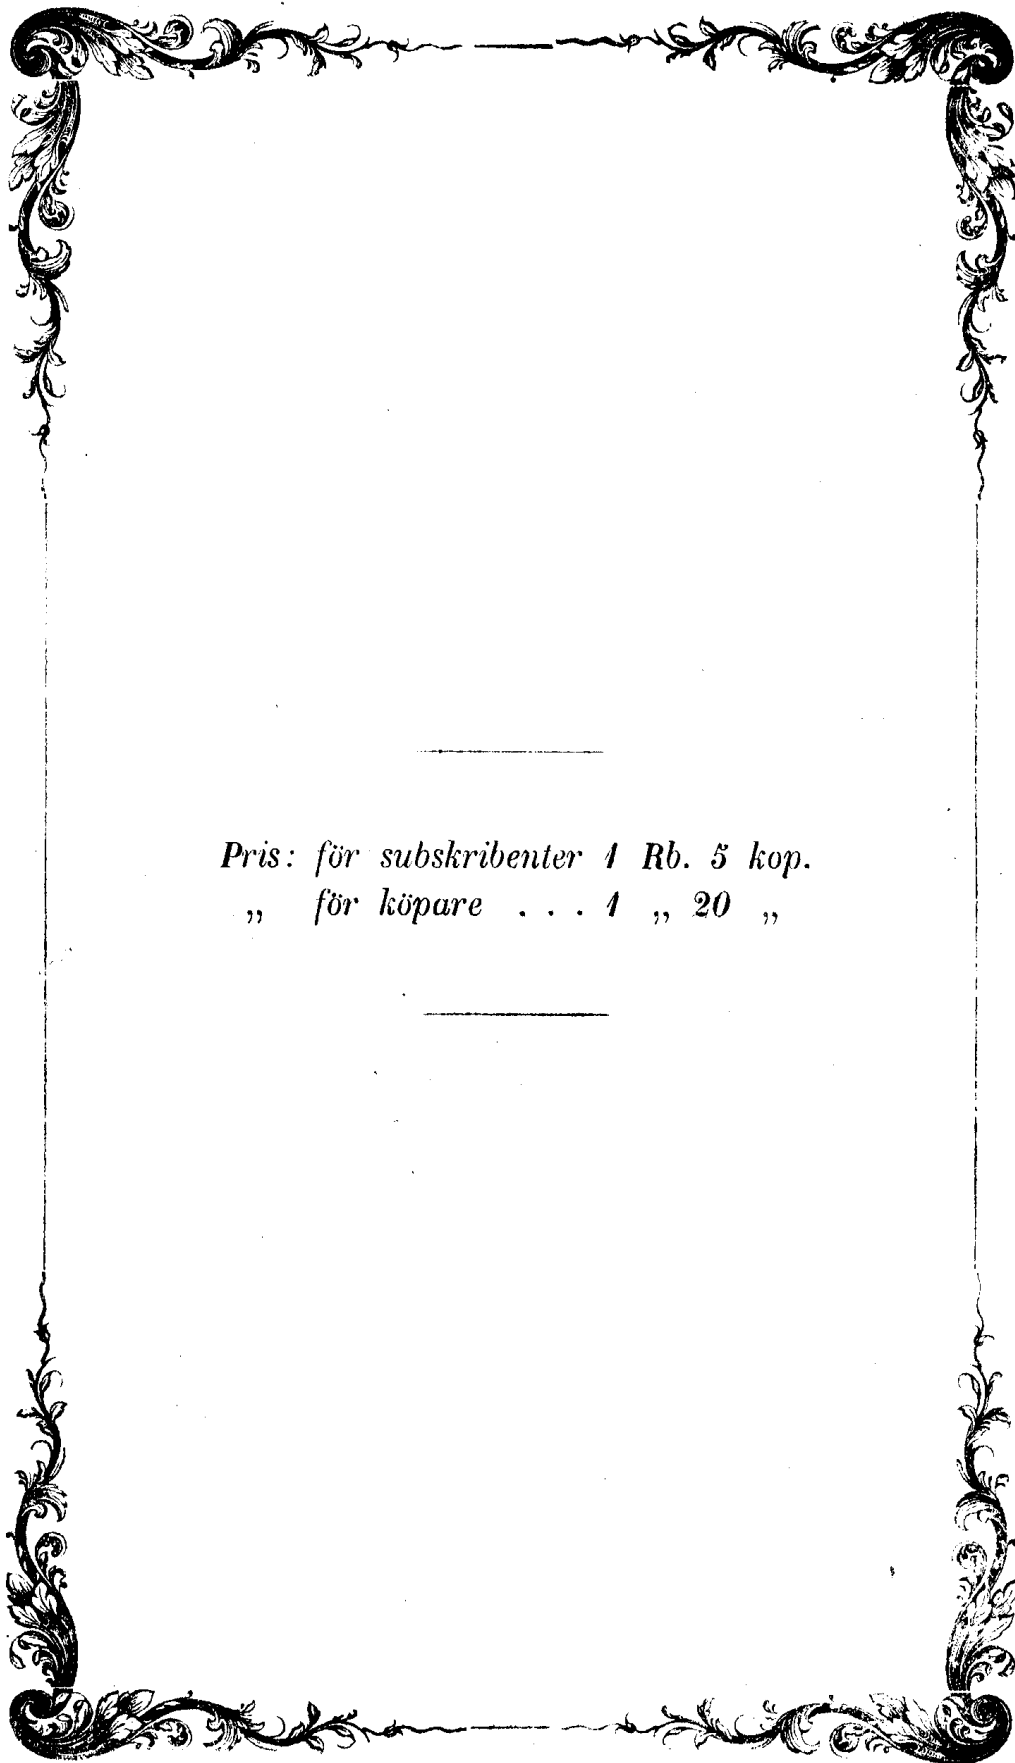 Pris: för subskribenter 1 Rb. 5 kop.
„ för köpare . . . 1 „ 20 „